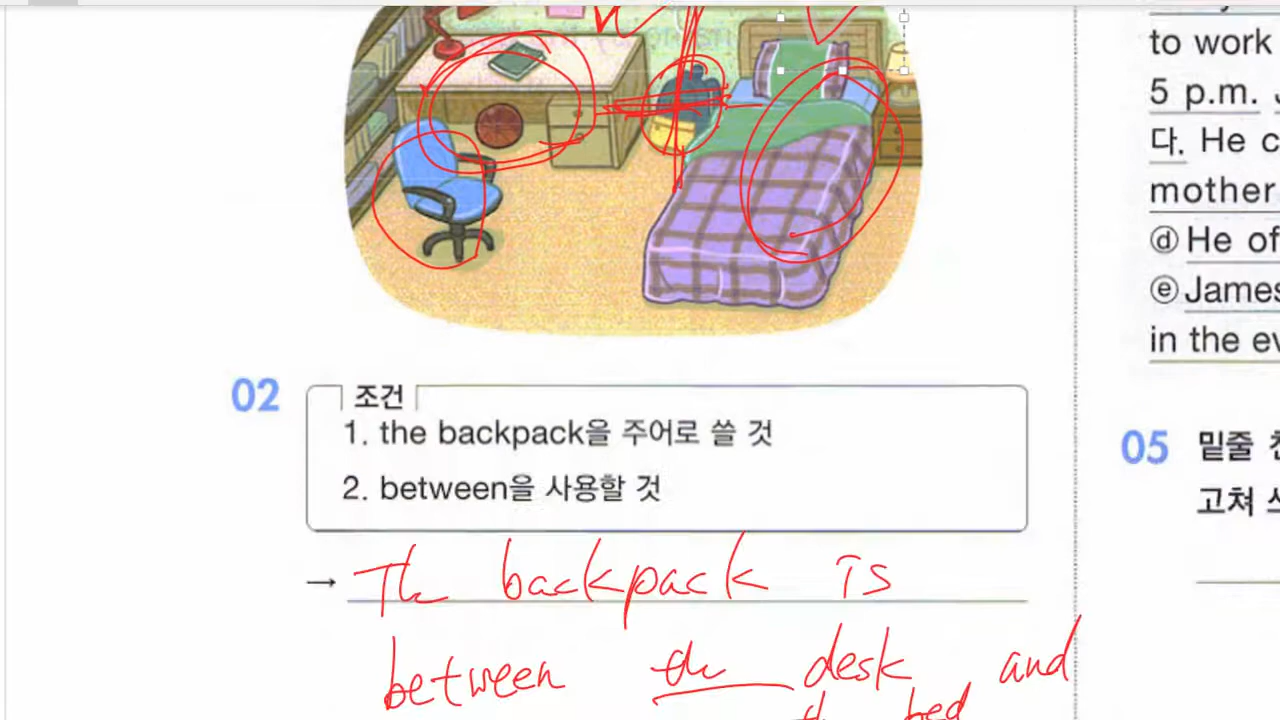 to work
5 p.m.
다. He c
mother
ⓓ He of
ⓔ James
in the ev
02
조건
1. the backpack을 주어로 쓸 것
2. between을 사용할 것
→ The backpack is
between the desk and
the bed
05 밑줄 친
고쳐 쓰